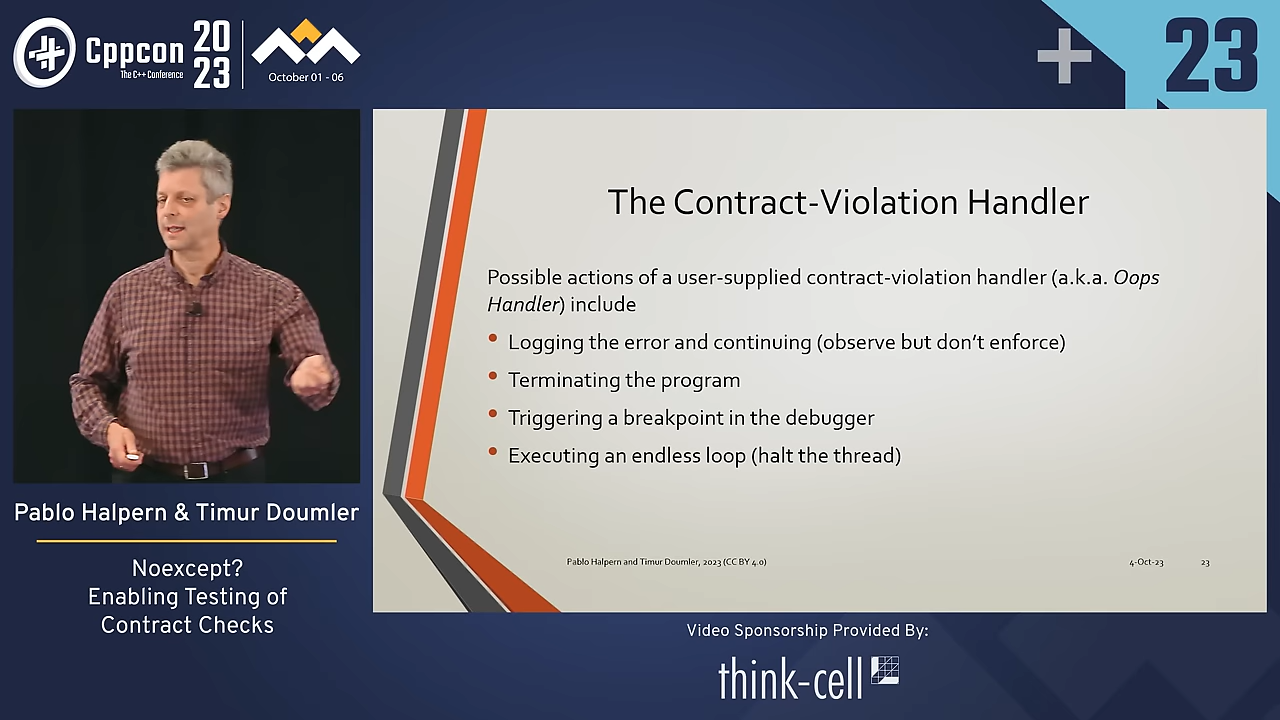 Cppcon
The C++ Conference
20
23
October 01 - 06
23
The Contract-Violation Handler
Possible actions of a user-supplied contract-violation handler (a.k.a. Oops
Handler) include
• Logging the error and continuing (observe but don't enforce)
• Terminating the program
• Triggering a breakpoint in the debugger
• Executing an endless loop (halt the thread)
Pablo Halpern and Timur Doumler, 2023 (CC BY 4.0)
4-Oct-23
23
Pablo Halpern & Timur Doumler
Noexcept?
Enabling Testing of
Contract Checks
Video Sponsorship Provided By:
think-cell